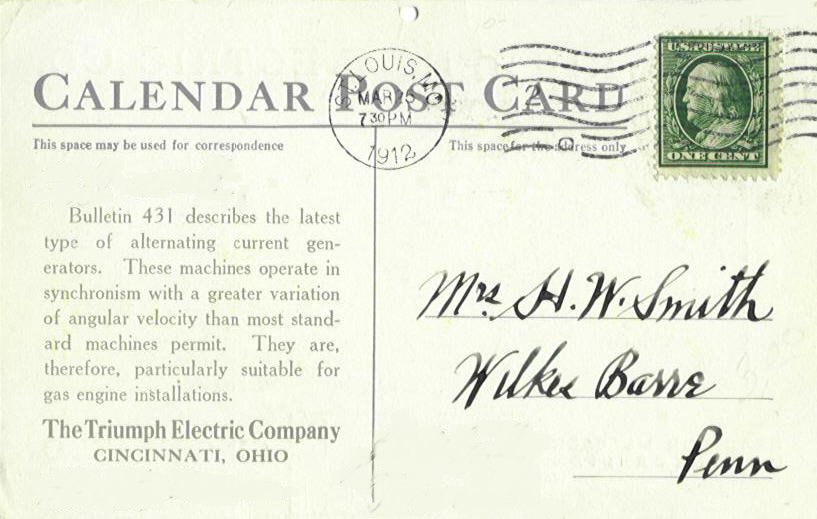 CALENDAR POST CARD
ST. LOUIS, MO.
MAR 25
7 30 PM
1912
U.S. POSTAGE
ONE CENT
This space may be used for correspondence
This space for the address only
Bulletin 431 describes the latest
type of alternating current gen-
erators. These machines operate in
synchronism with a greater variation
of angular velocity than most stand-
ard machines permit. They are,
therefore, particularly suitable for
gas engine installations.
The Triumph Electric Company
CINCINNATI, OHIO
Mrs. H. W. Smith
Wilkes Barre
Penn